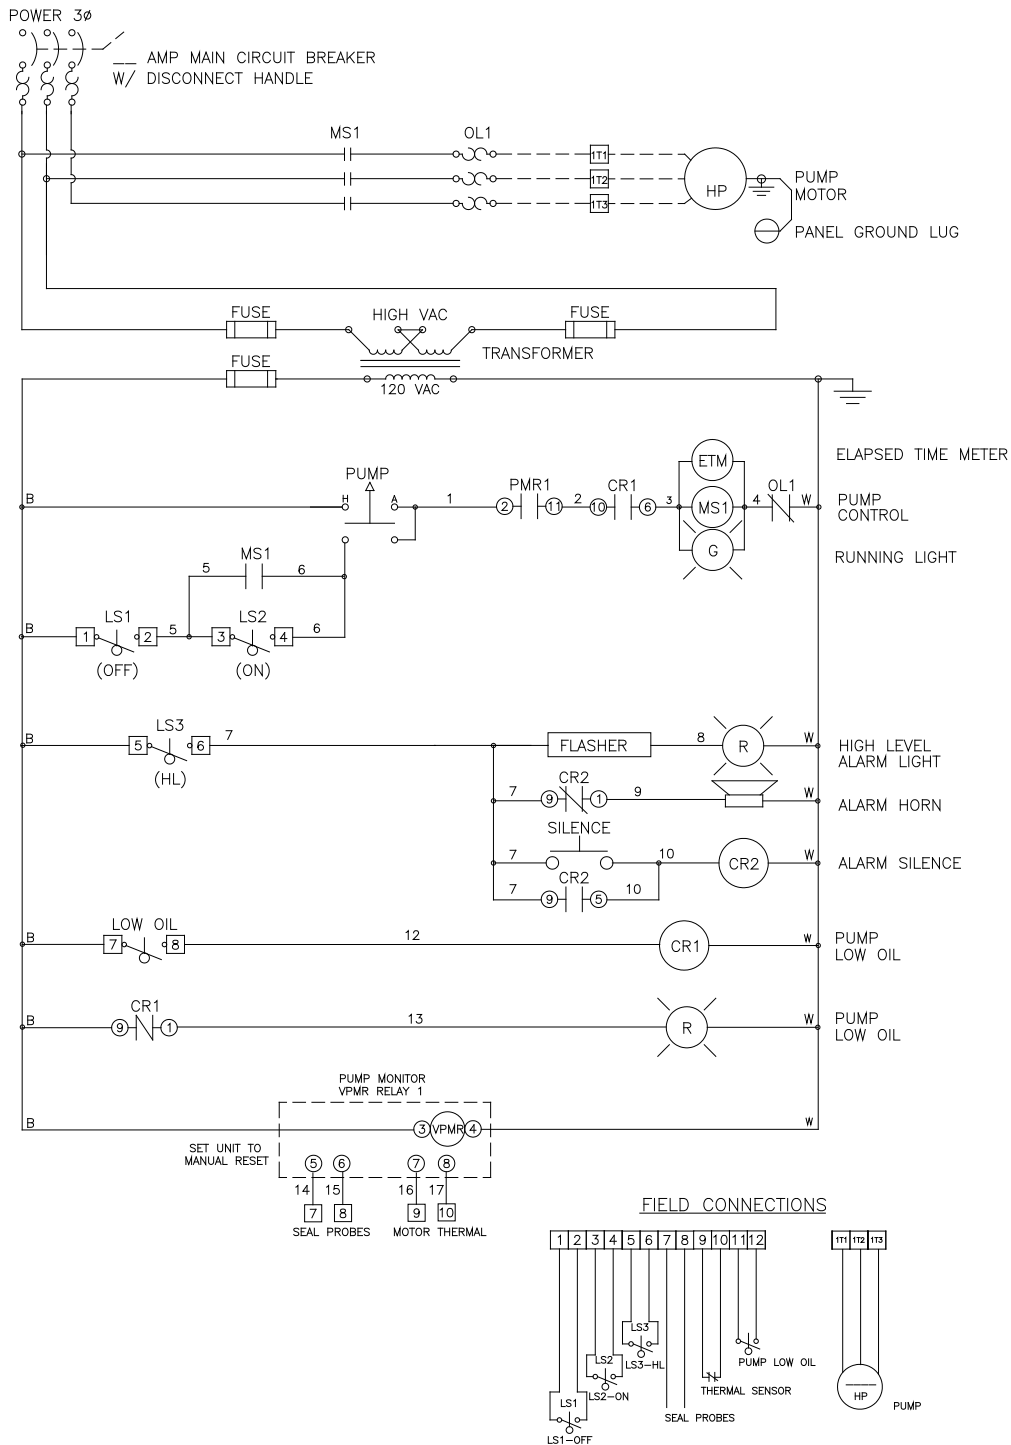 POWER 3ø
__ AMP MAIN CIRCUIT BREAKER
W/ DISCONNECT HANDLE
MS1 OL1
1T1
1T2
1T3
HP
PUMP
MOTOR
PANEL GROUND LUG
FUSE HIGH VAC FUSE
TRANSFORMER
FUSE
120 VAC
ETM ELAPSED TIME METER
PUMP
B H A 1 2 PMR1 11 2 10 CR1 6 3 MS1 4 OL1 W
PUMP
CONTROL
G RUNNING LIGHT
MS1
5 6
LS1 LS2
B 1 2 5 3 4 6
(OFF) (ON)
LS3
B 5 6 7 FLASHER 8 R W
(HL)
HIGH LEVEL
ALARM LIGHT
CR2
7 9 1 9 W ALARM HORN
SILENCE
7 10 CR2 W ALARM SILENCE
CR2
7 9 5 10
LOW OIL
B 7 8 12 CR1 W
PUMP
LOW OIL
CR1
B 9 1 13 R W
PUMP
LOW OIL
PUMP MONITOR
VPMR RELAY 1
B 3 VPMR 4 W
SET UNIT TO
MANUAL RESET
5 6 7 8
14 15 16 17
7 8 9 10
SEAL PROBES MOTOR THERMAL
FIELD CONNECTIONS
1 2 3 4 5 6 7 8 9 10 11 12 1T1 1T2 1T3
LS3
LS3-HL
PUMP LOW OIL
LS2
LS2-ON
THERMAL SENSOR
____
HP
PUMP
LS1
LS1-OFF
SEAL PROBES